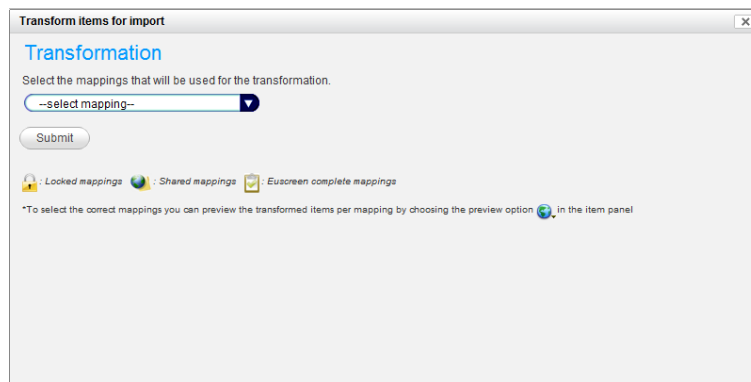 Transform items for import
Transformation
Select the mappings that will be used for the transformation.
--select mapping--
Submit
: Locked mappings : Shared mappings : Euscreen complete mappings
*To select the correct mappings you can preview the transformed items per mapping by choosing the preview option in the item panel